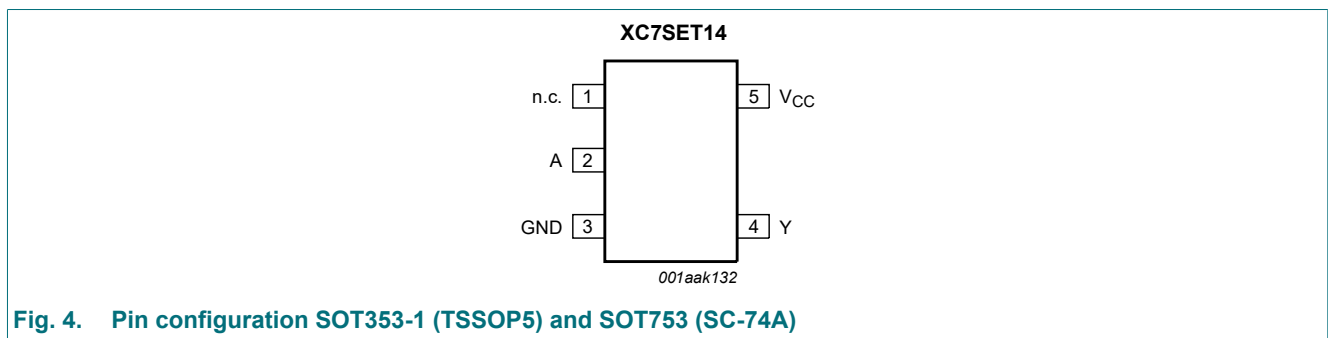 XC7SET14
n.c. 1 5 VCC
A 2
GND 3 4 Y
001aak132
Fig. 4. Pin configuration SOT353-1 (TSSOP5) and SOT753 (SC-74A)